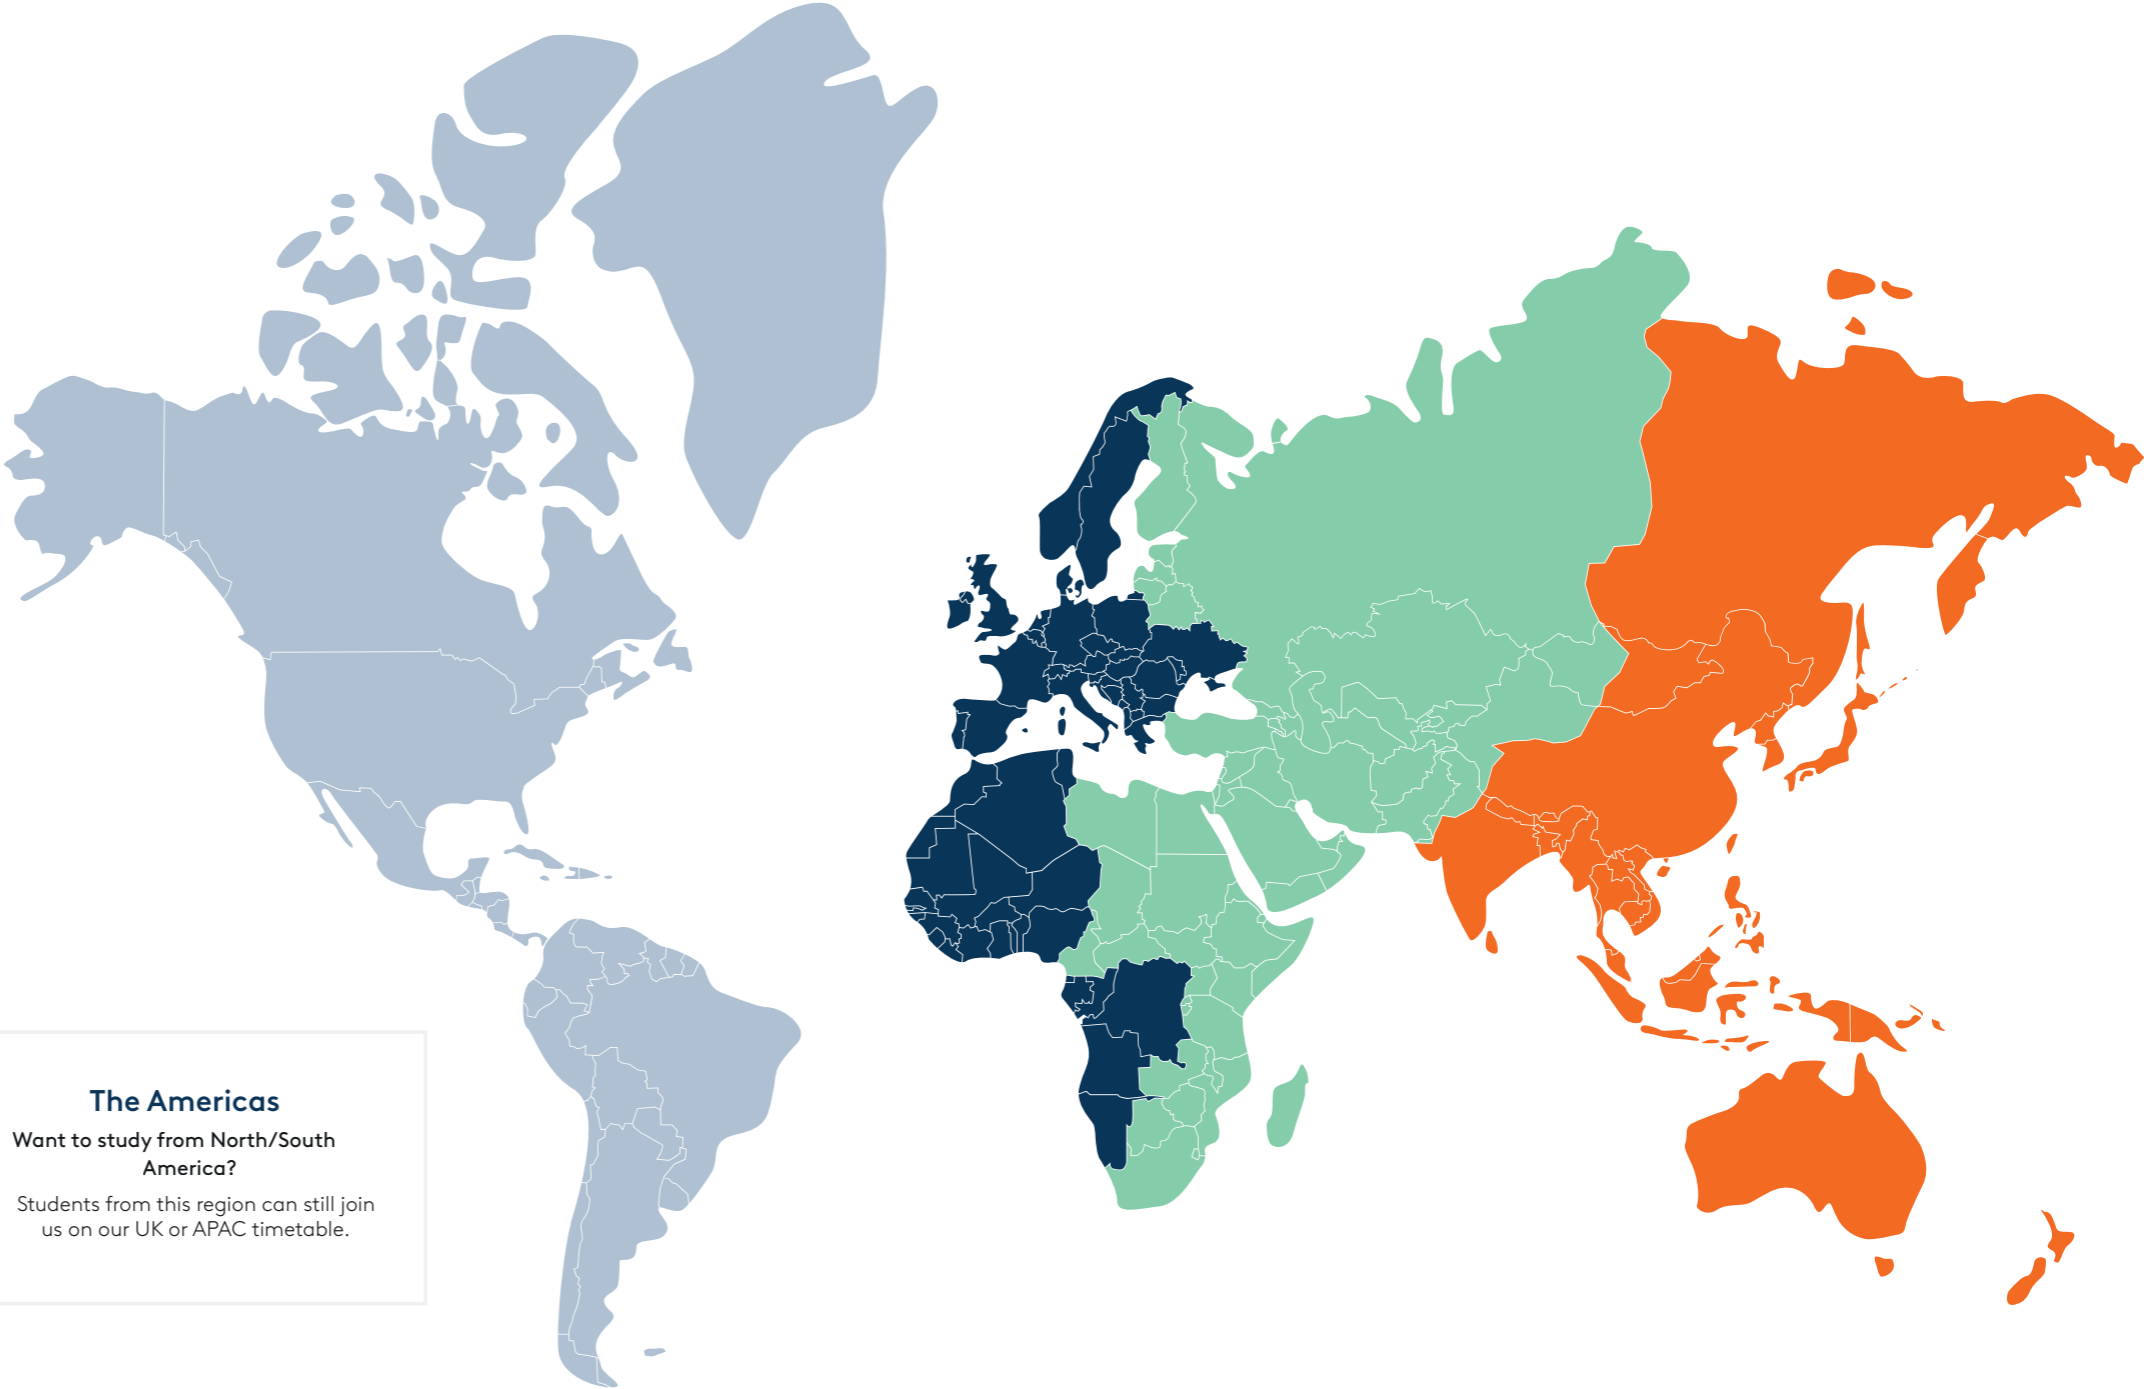 The Americas
Want to study from North/South
America?
Students from this region can still join
us on our UK or APAC timetable.